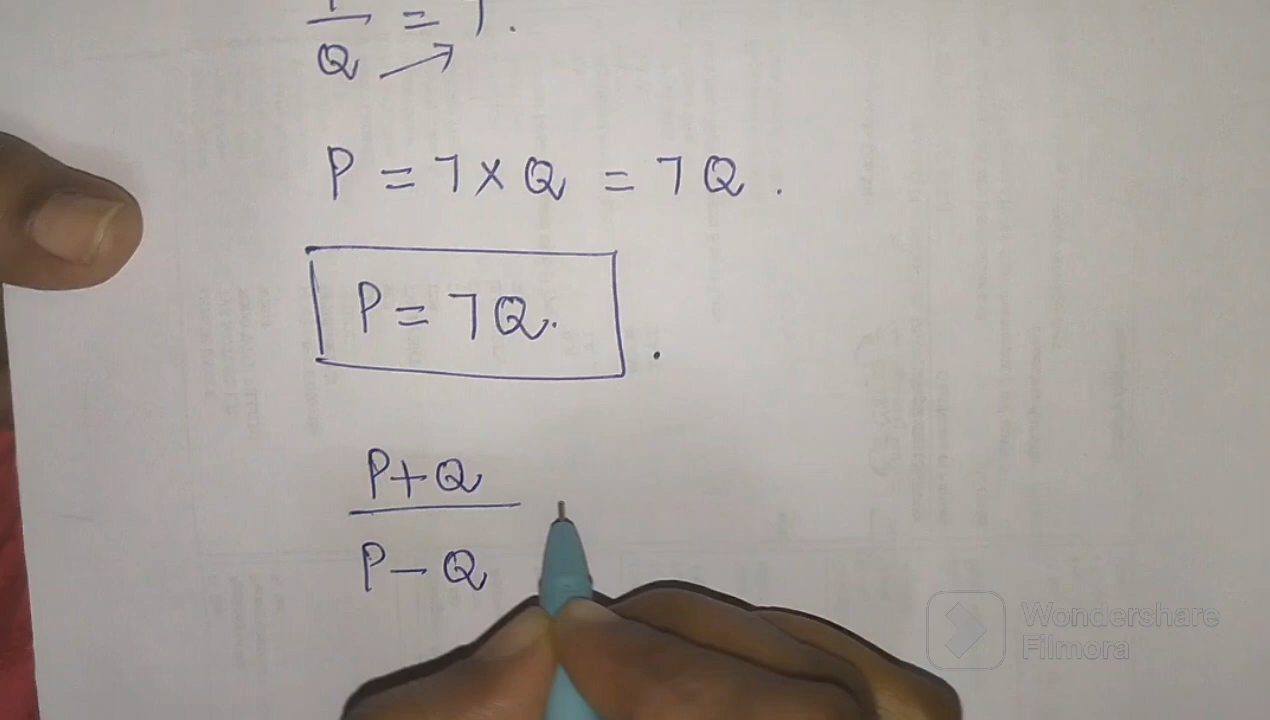 Q
P = 7 × Q = 7Q .
P = 7Q.
P+Q
P - Q
Wondershare
Filmora